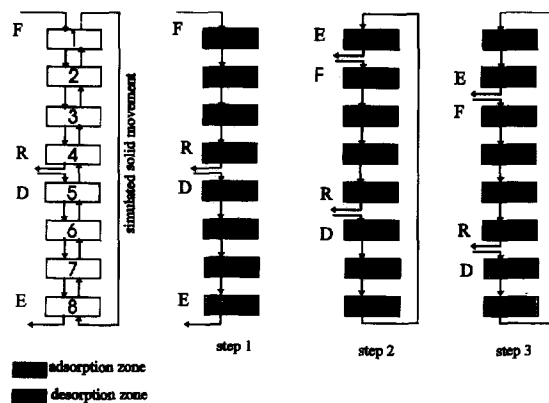 F
1
2
3
R 4
D 5
6
7
E 8
simulated solid movement
F
R
D
E
step 1
E
F
R
D
step 2
E
F
R
D
step 3
adsorption zone
desorption zone